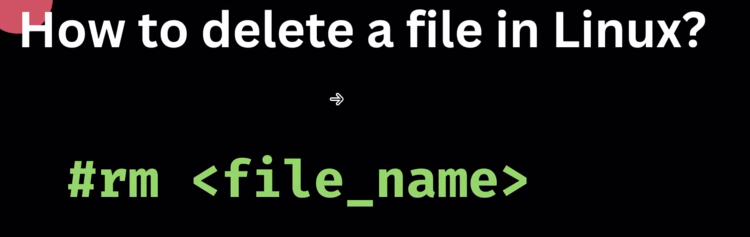 How to delete a file in Linux?
#rm <file_name>